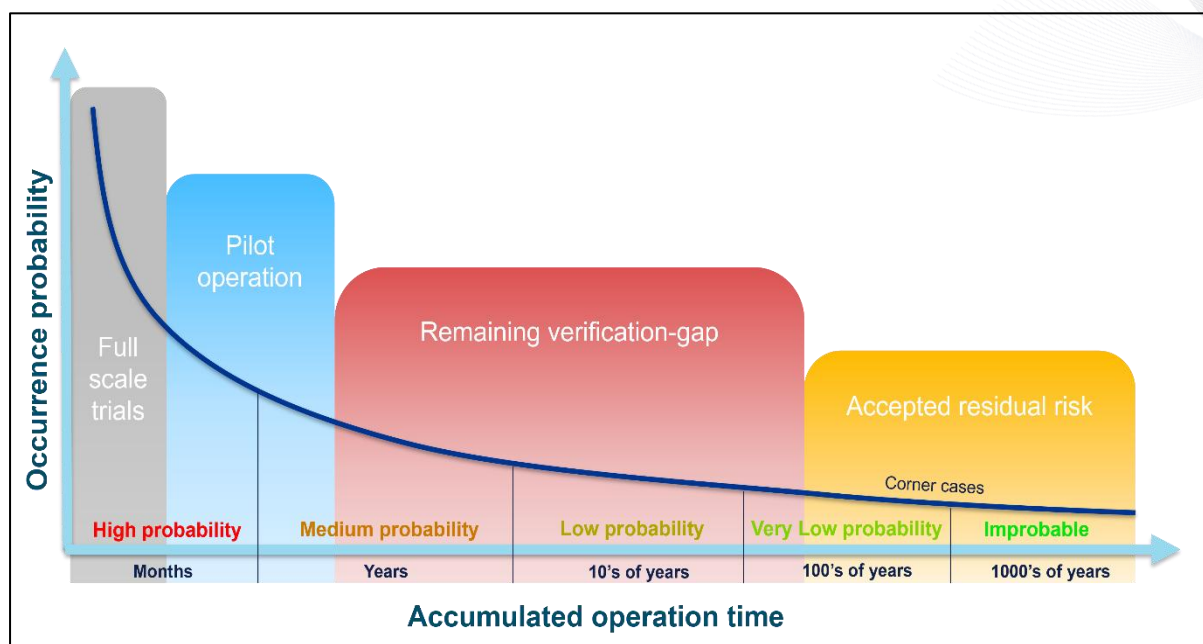 Occurrence probability
Full
scale
trials
Pilot
operation
Remaining verification-gap
Accepted residual risk
Corner cases
High probability
Medium probability
Low probability
Very Low probability
Improbable
Months
Years
10's of years
100's of years
1000's of years
Accumulated operation time